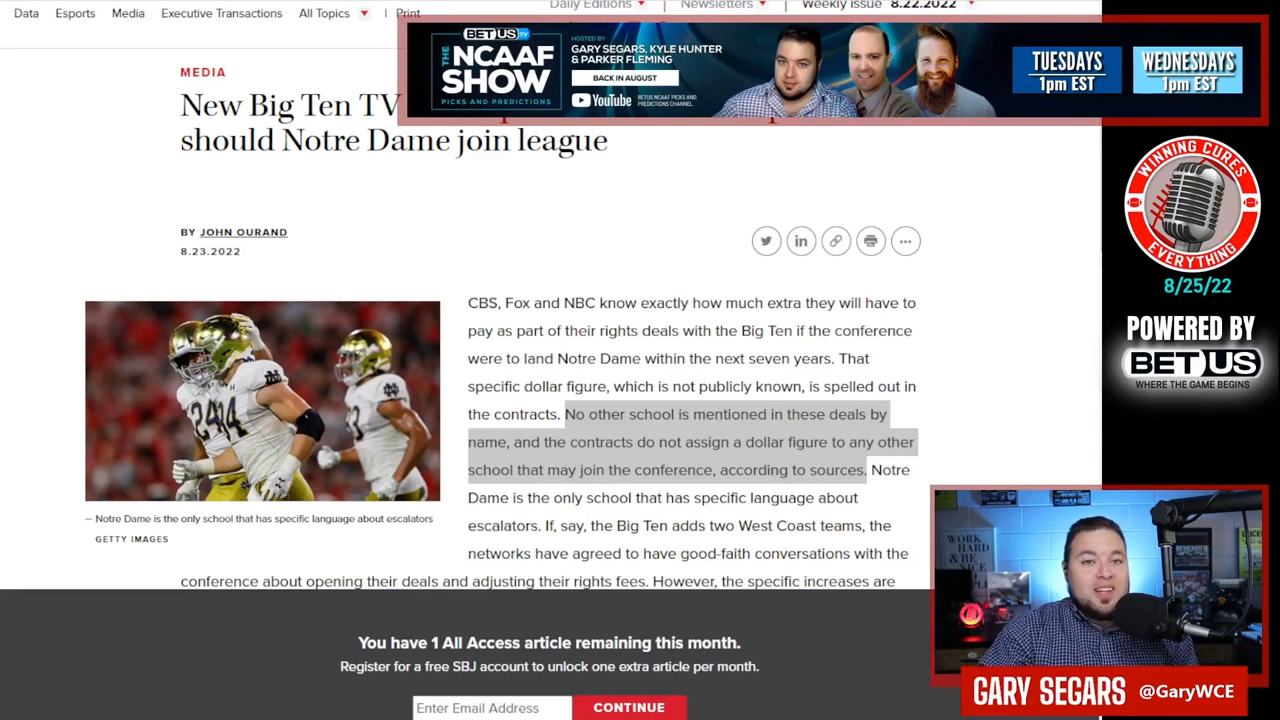 Data Esports Media Executive Transactions All Topics Print
Daily Editions Newsletters Weekly Issue 8.22.2022
MEDIA
New Big Ten TV
should Notre Dame join league
BETUS TV
THE NCAAF SHOW
PICKS AND PREDICTIONS
HOSTED BY
GARY SEGARS, KYLE HUNTER
& PARKER FLEMING
BACK IN AUGUST
YouTube BETUS NCAAF PICKS AND
PREDICTIONS CHANNEL
TUESDAYS
1pm EST
WEDNESDAYS
1pm EST
BY JOHN OURAND
8.23.2022
CBS, Fox and NBC know exactly how much extra they will have to
pay as part of their rights deals with the Big Ten if the conference
were to land Notre Dame within the next seven years. That
specific dollar figure, which is not publicly known, is spelled out in
the contracts. No other school is mentioned in these deals by
name, and the contracts do not assign a dollar figure to any other
school that may join the conference, according to sources. Notre
Dame is the only school that has specific language about
escalators. If, say, the Big Ten adds two West Coast teams, the
networks have agreed to have good-faith conversations with the
conference about opening their deals and adjusting their rights fees. However, the specific increases are
— Notre Dame is the only school that has specific language about
escalators
GETTY IMAGES
You have 1 All Access article remaining this month.
Register for a free SBJ account to unlock one extra article per month.
Enter Email Address CONTINUE
WINNING CURES
EVERYTHING
8/25/22
POWERED BY
BETUS
WHERE THE GAME BEGINS
WORK
HARD
& BE
NICE
GARY SEGARS @GaryWCE